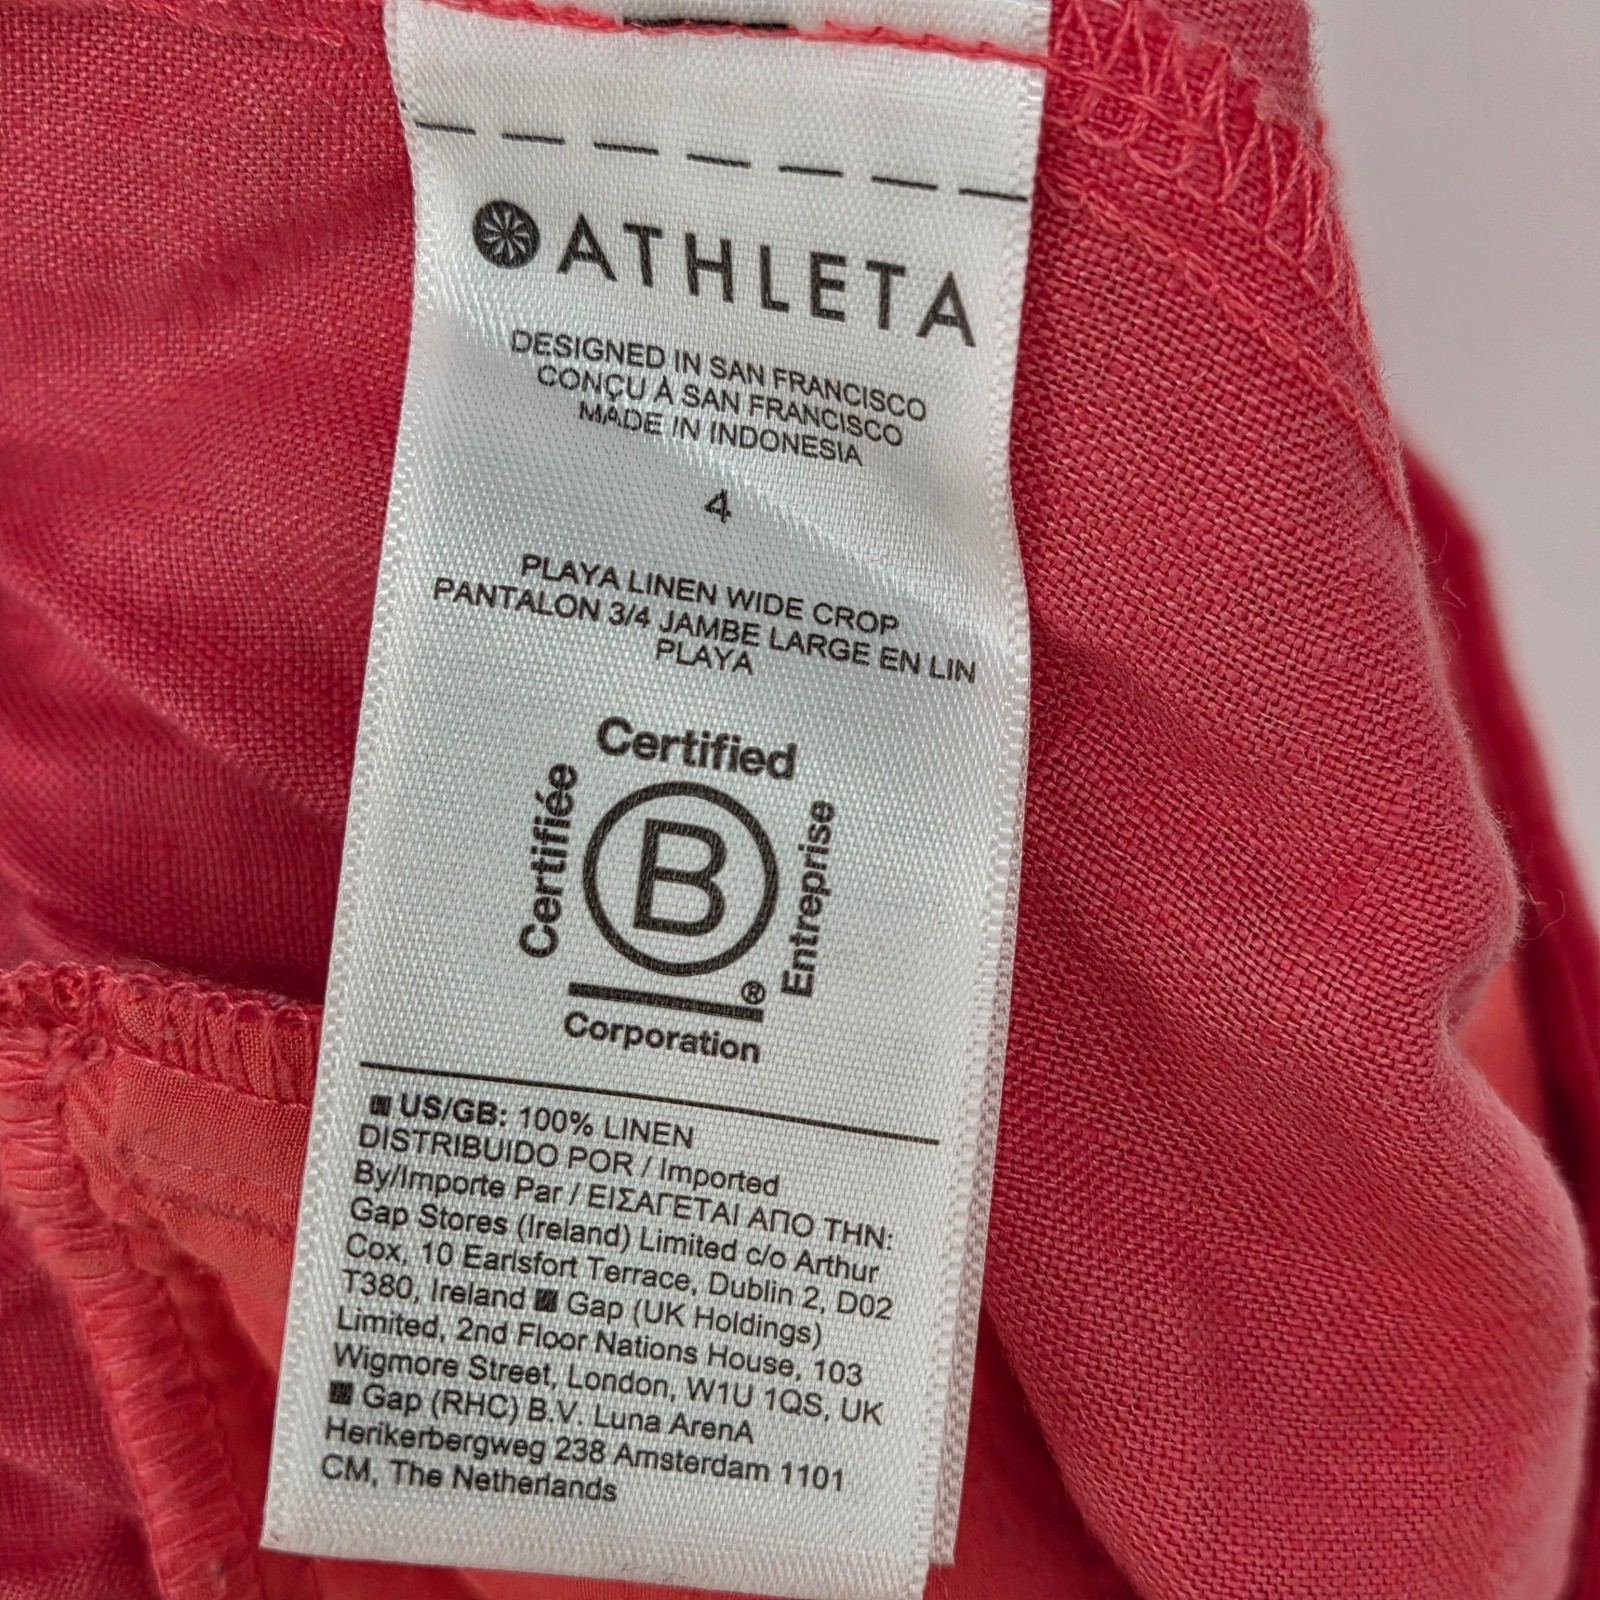 ATHLETA
DESIGNED IN SAN FRANCISCO
CONÇU À SAN FRANCISCO
MADE IN INDONESIA
4
PLAYA LINEN WIDE CROP
PANTALON 3/4 JAMBE LARGE EN LIN
PLAYA
Certified
Certifiée
B
Entreprise
®
Corporation
US/GB: 100% LINEN
DISTRIBUIDO POR / Imported
By/Importe Par / ΕΙΣΑΓΕΤΑΙ ΑΠΟ ΤΗΝ:
Gap Stores (Ireland) Limited c/o Arthur
Cox, 10 Earlsfort Terrace, Dublin 2, D02
T380, Ireland Gap (UK Holdings)
Limited, 2nd Floor Nations House, 103
Wigmore Street, London, W1U 1QS, UK
Gap (RHC) B.V. Luna ArenA
Herikerbergweg 238 Amsterdam 1101
CM, The Netherlands